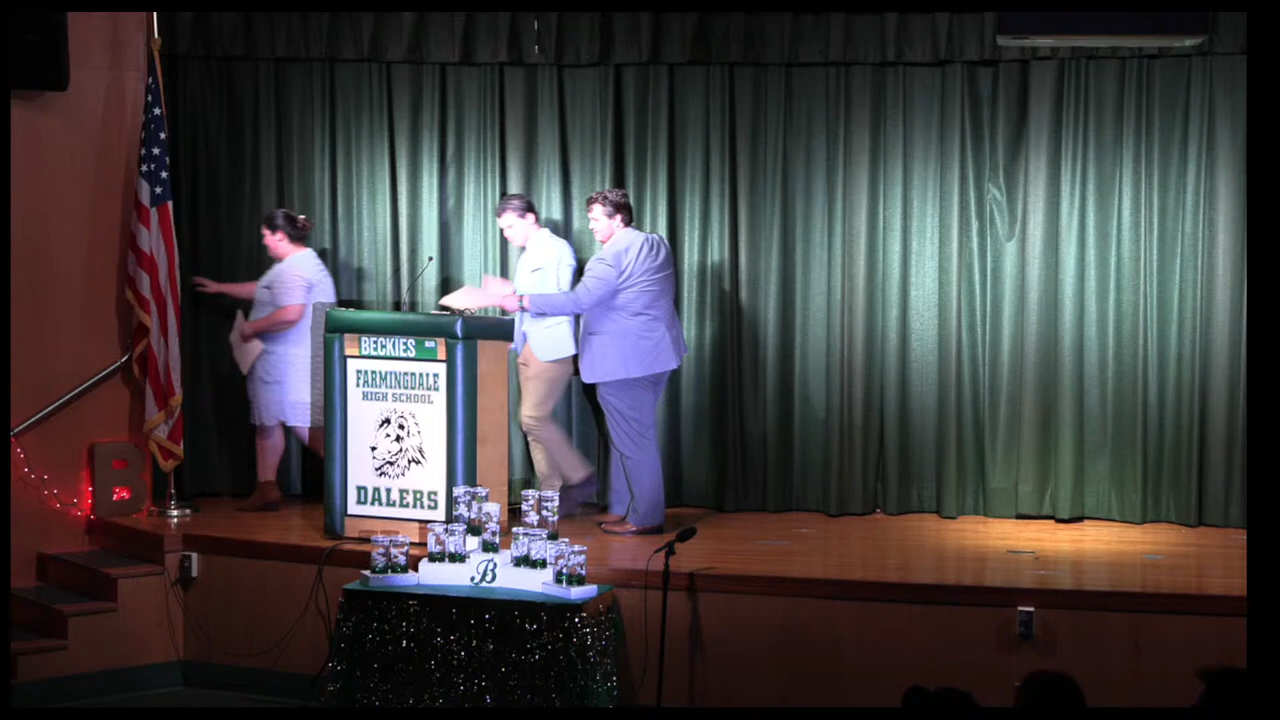 BECKIES
FARMINGDALE
HIGH SCHOOL
DALERS
B
B